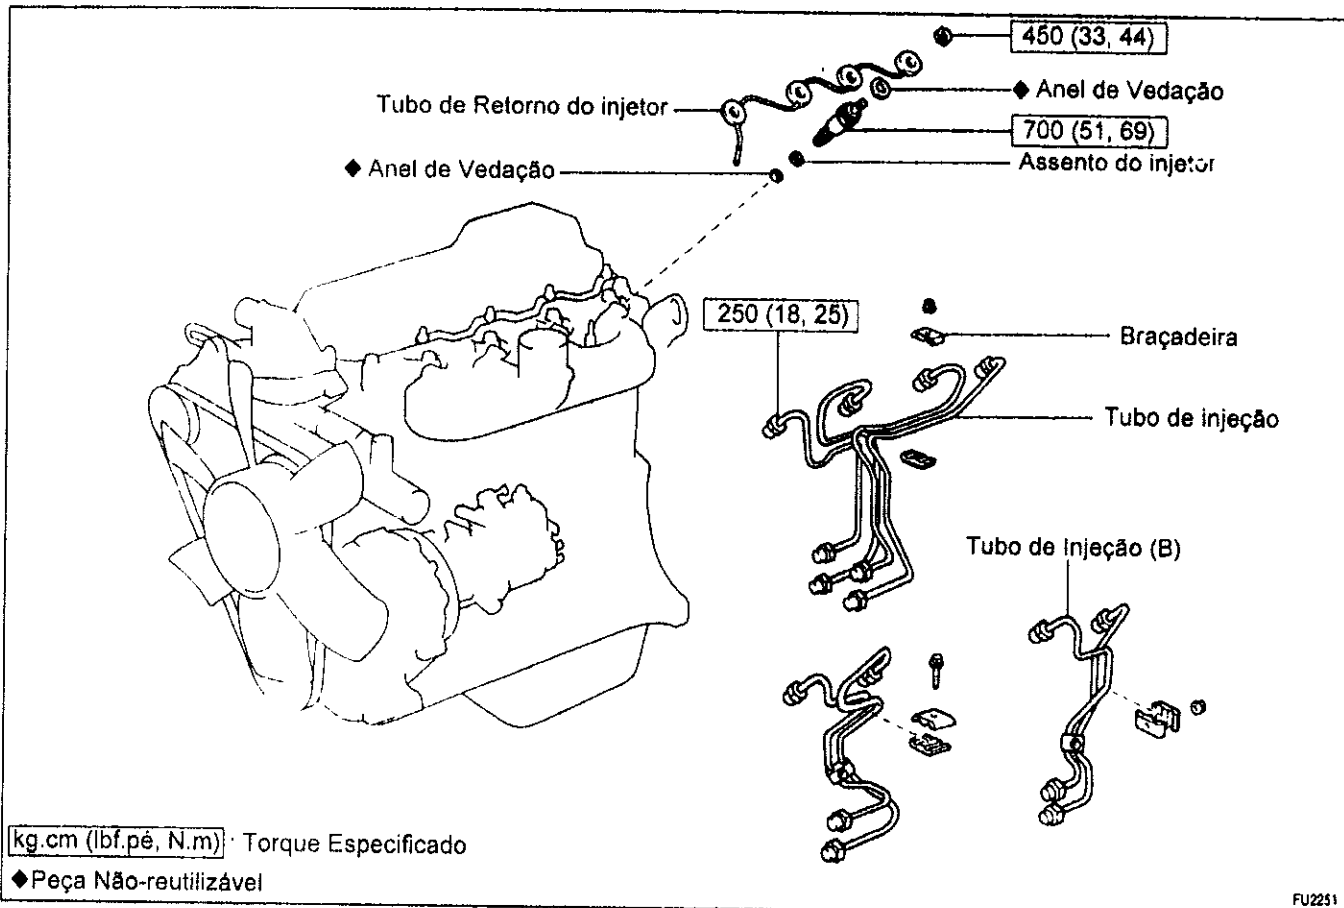 450 (33, 44)
Tubo de Retorno do injetor
◆ Anel de Vedação
700 (51, 69)
◆ Anel de Vedação
Assento do injetor
250 (18, 25)
Braçadeira
Tubo de injeção
Tubo de Injeção (B)
kg.cm (lbf.pé, N.m) : Torque Especificado
◆Peça Não-reutilizável
FU2251